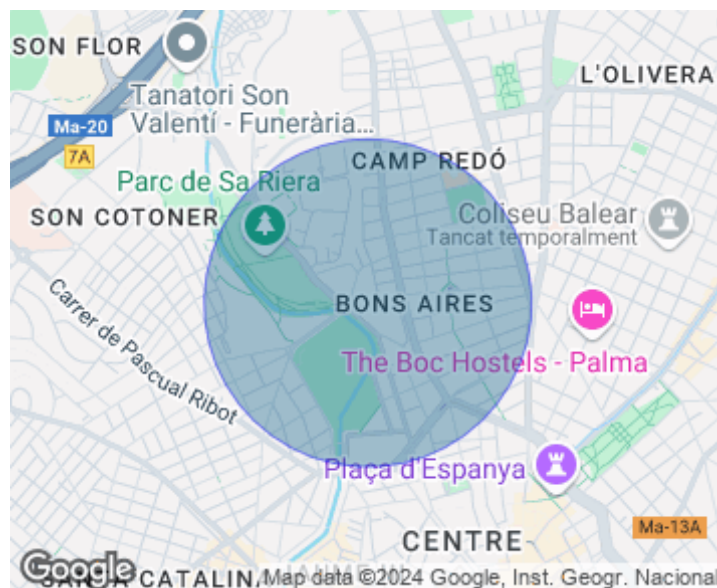 SON FLOR
L'OLIVERA
Tanatori Son
Valentí - Funerària...
Ma-20
7A
CAMP REDÓ
Parc de Sa Riera
SON COTONER
Coliseu Balear
Tancat temporalment
BONS AIRES
Carrer de Pascual Ribot
The Boc Hostels - Palma
Plaça d'Espanya
Ma-13A
CENTRE
Google
CATALINA
Map data ©2024 Google, Inst. Geogr. Nacional